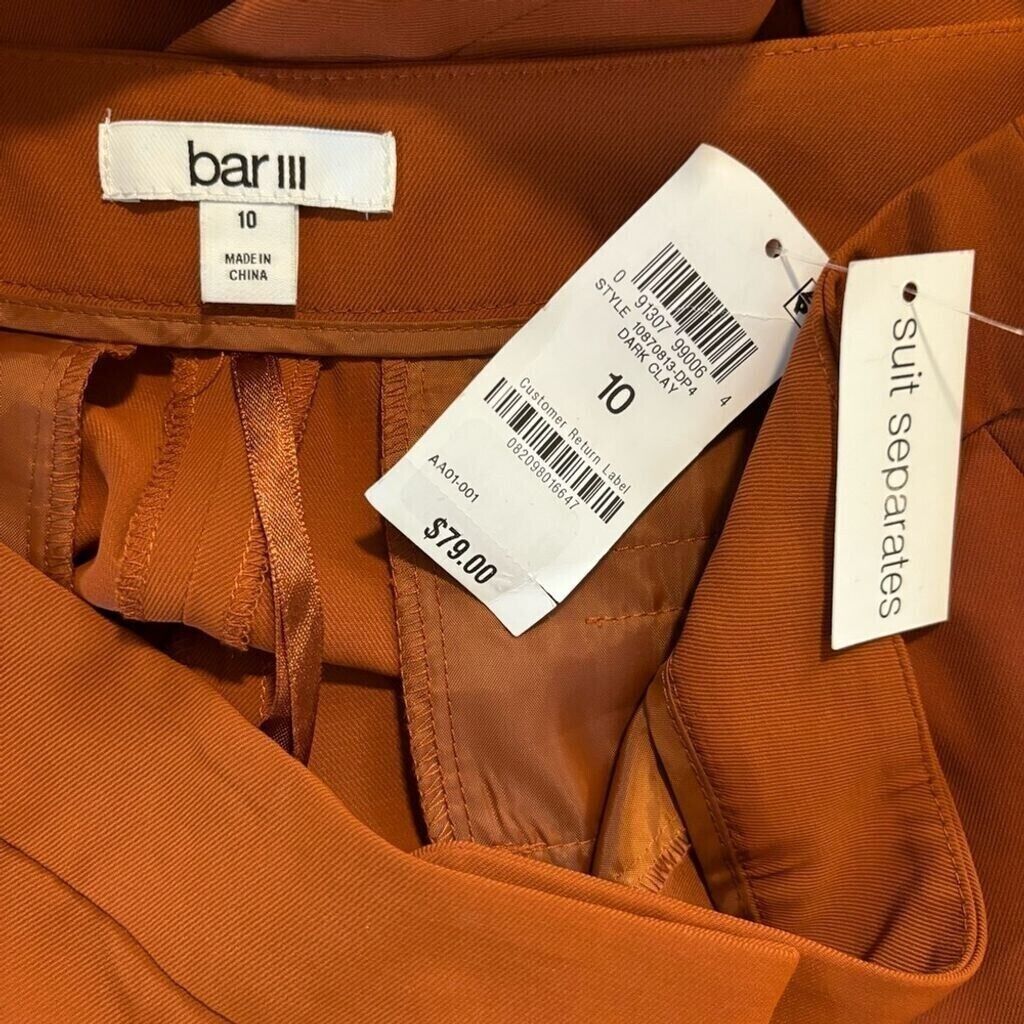 bar III
10
MADE IN
CHINA
0 91307 99006 4
STYLE 10870813-DP4
DARK CLAY
10
Customer Return Label
082098016647
AA01-001
$79.00
suit separates